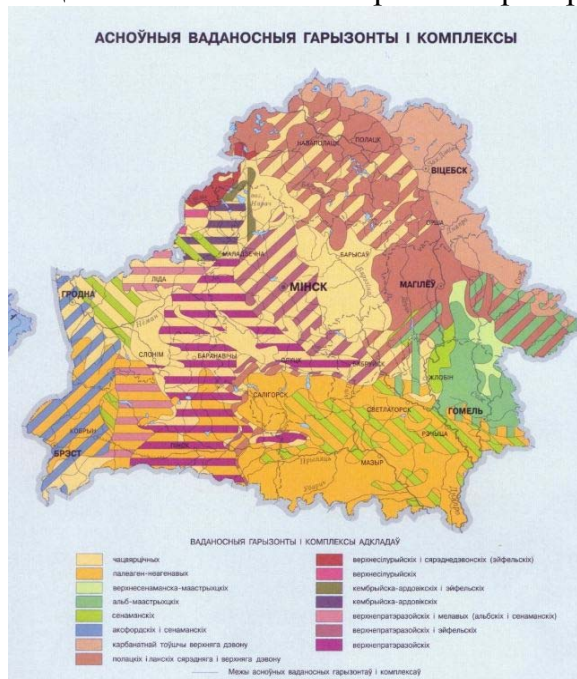 АСНОЎНЫЯ ВАДАНОСНЫЯ ГАРЫЗОНТЫ І КОМПЛЕКСЫ
НАВАПОЛАЦК
ПОЛАЦК
ВІЦЕБСК
ОРША
МАЛАДЗЕЧНА
БАРЫСАЎ
ЛІДА
МІНСК
МАГІЛЁЎ
ГРОДНА
СЛОНІМ
БАРАНАВІЧЫ
БАБРУЙСК
ЖЛОБІН
САЛІГОРСК
СВЕТЛАГОРСК
ГОМЕЛЬ
КОБРЫН
РЭЧЫЦА
БРЭСТ
ПІНСК
МАЗЫР
ВАДАНОСНЫЯ ГАРЫЗОНТЫ І КОМПЛЕКСЫ АДКЛАДАЎ
чацвярцічных
палеаген-неагенавых
верхнесенаманска-маастрыхцкіх
альб-маастрыхцкіх
сенаманскіх
аксфордскіх і сенаманскіх
карбанатнай тоўшчы верхняга дэвону
полацкіх і ланскіх сярэдняга і верхняга дэвону
верхнесілурыйскіх і сярэднедэвонскіх (эйфельскіх)
верхнесілурыйскіх
кембрыйска-ардовікскіх і эйфельскіх
кембрыйска-ардовікскіх
верхнепратэразойскіх і мелавых (альбскіх і сенаманскіх)
верхнепратэразойскіх і эйфельскіх
верхнепратэразойскіх
Межы асноўных ваданосных гарызонтаў і комплексаў